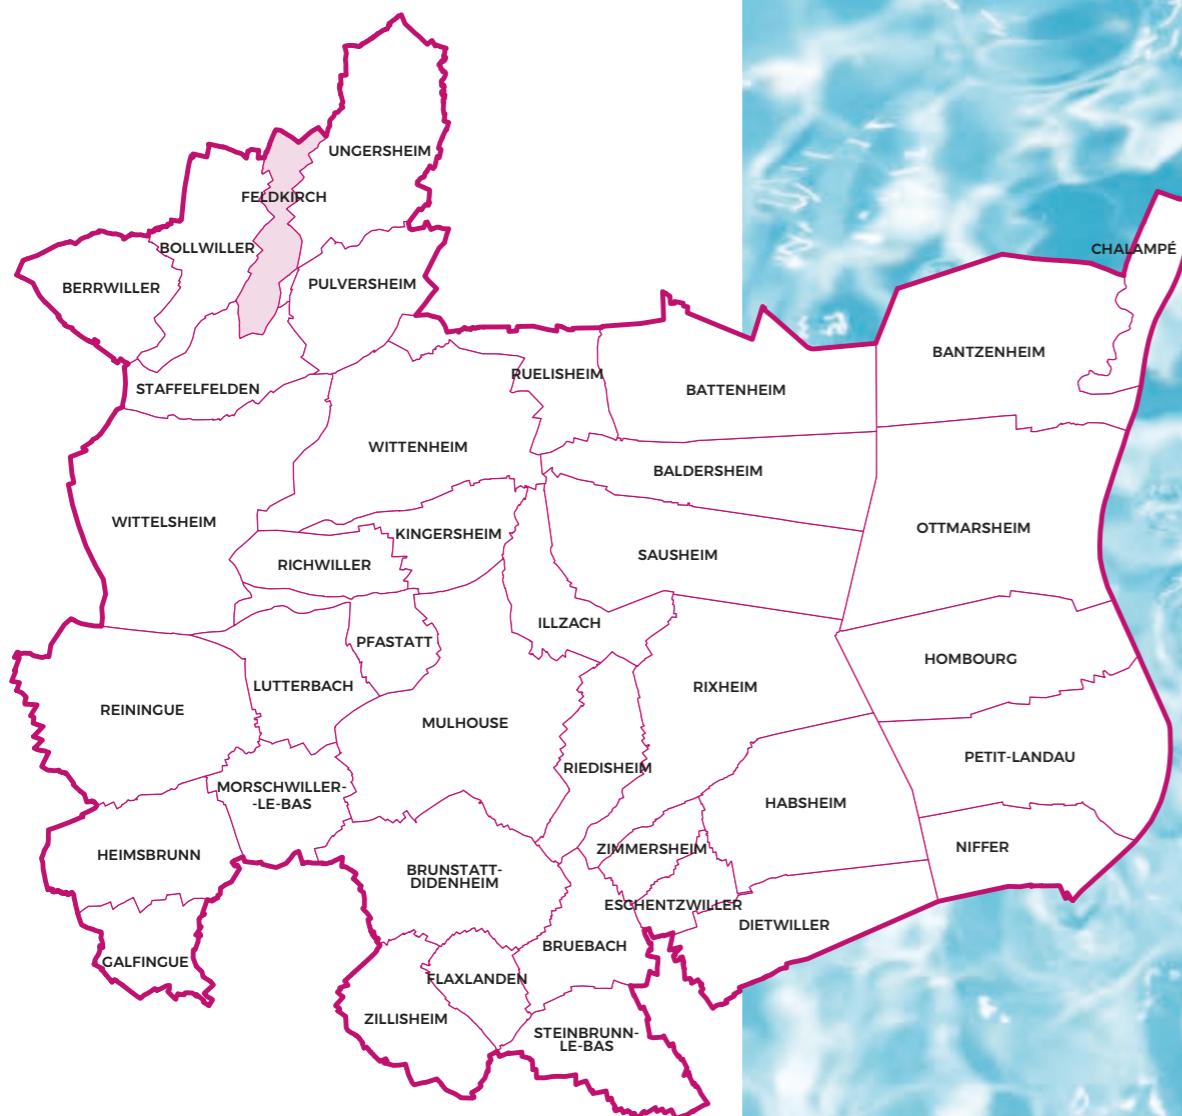 UNGERSHEIM
FELDKIRCH
BOLLWILLER
CHALAMPÉ
BERRWILLER
PULVERSHEIM
BANTZENHEIM
RUELISHEIM
STAFFELFELDEN
BATTENHEIM
WITTENHEIM
BALDERSHEIM
WITTELSHEIM
OTTMARSHEIM
KINGERSHEIM
SAUSHEIM
RICHWILLER
ILLZACH
PFASTATT
HOMBOURG
LUTTERBACH
RIXHEIM
REININGUE
MULHOUSE
PETIT-LANDAU
RIEDISHEIM
MORSCHWILLER-
-LE-BAS
HABSHEIM
HEIMSBRUNN
ZIMMERSHEIM
NIFFER
BRUNSTATT-
DIDENHEIM
ESCHENTZWILLER
DIETWILLER
BRUEBACH
GALFINGUE
FLAXLANDEN
ZILLISHEIM
STEINBRUNN-
LE-BAS